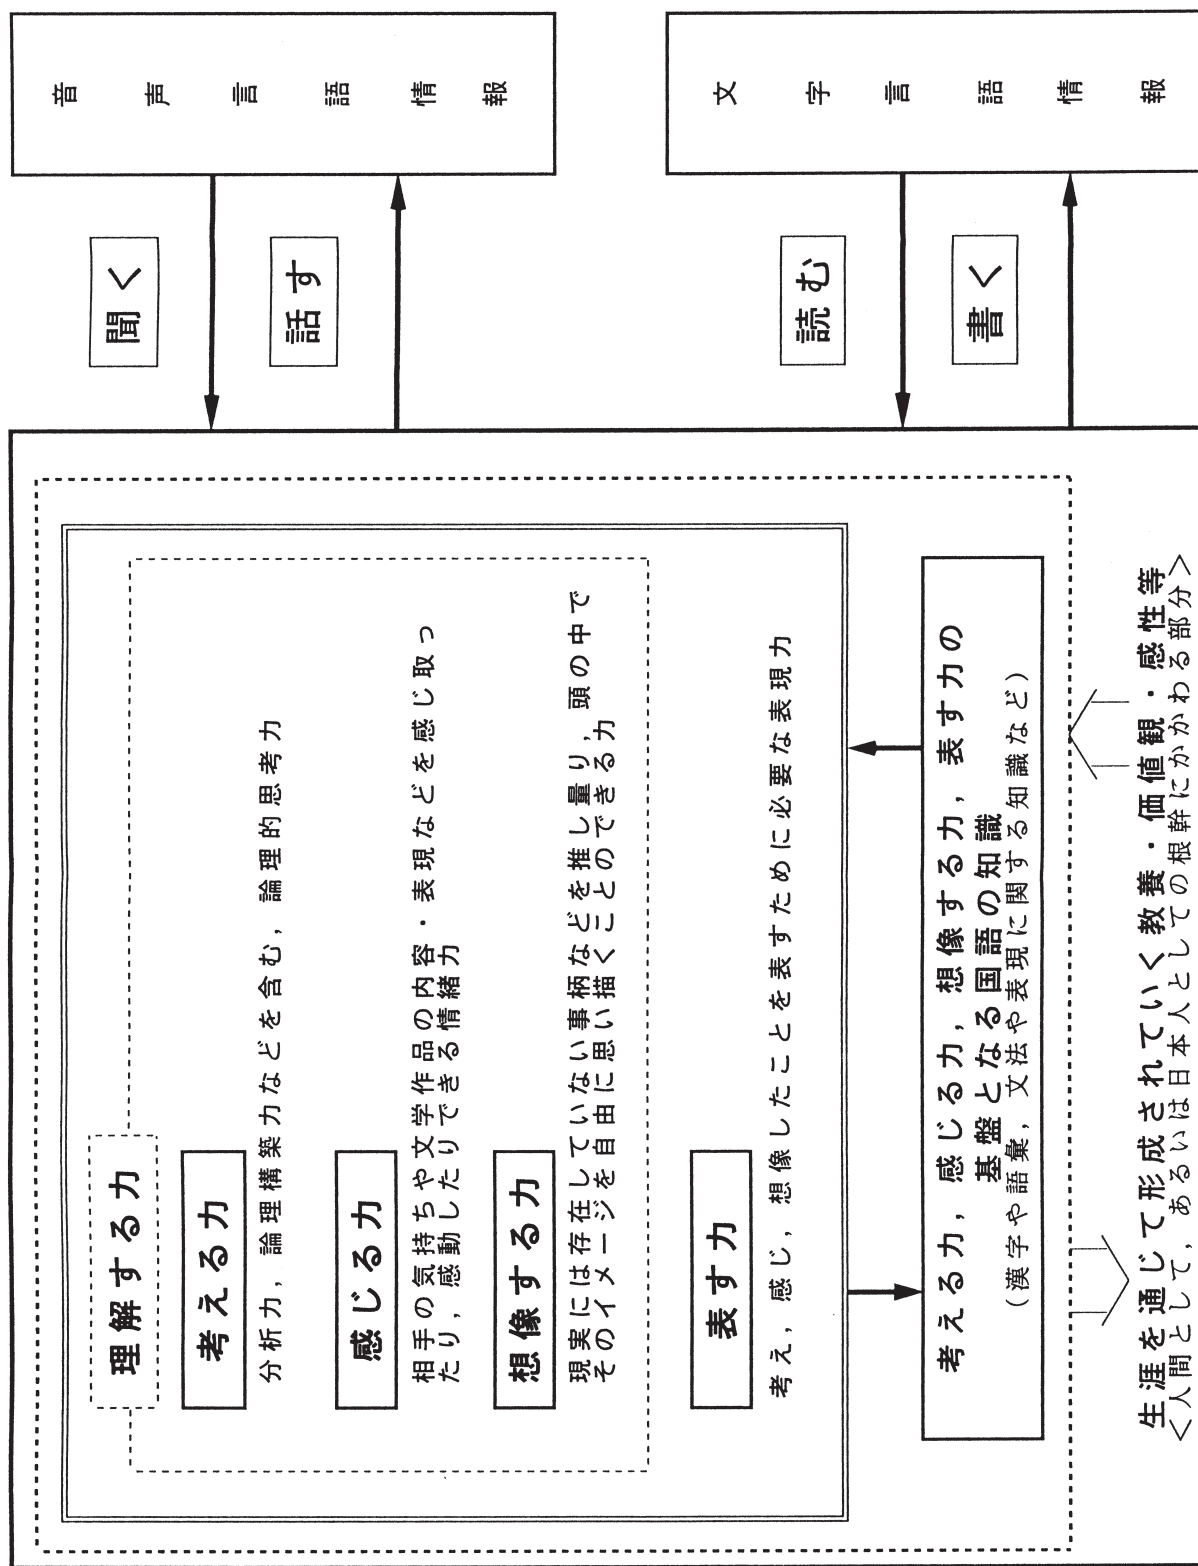 理解する力
考える力
分析力，論理構築力などを含む，論理的思考力
感じる力
相手の気持ちや文学作品の内容・表現などを感じ取っ
たり，感動したりできる情緒力
想像する力
現実には存在していない事柄などを推し量り，頭の中で
そのイメージを自由に思い描くことのできる力
表す力
考え，感じ，想像したことを表すために必要な表現力
考える力，感じる力，想像する力，表す力の
基盤となる国語の知識
（漢字や語彙，文法や表現に関する知識など）
生涯を通じて形成されていく教養・価値観・感性等
＜人間として，あるいは日本人としての根幹にかかわる部分＞
聞く
話す
読む
書く
音声言語情報
文字言語情報